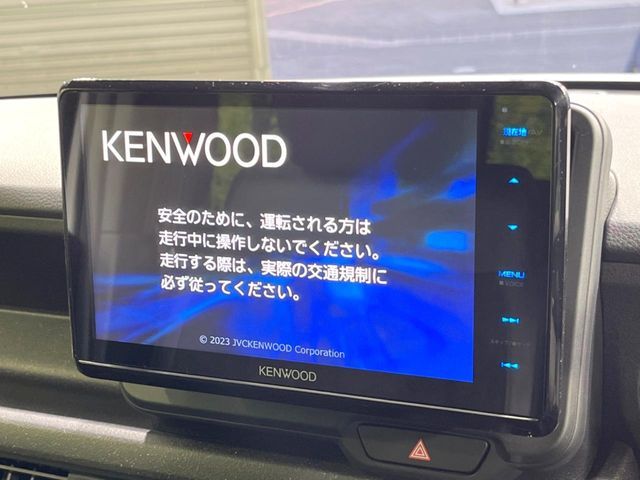 KENWOOD
安全のために、運転される方は
走行中に操作しないでください。
走行する際は、実際の交通規制に
必ず従ってください。
© 2023 JVCKENWOOD Corporation
KENWOOD
現在地/AV
MENU
VOICE